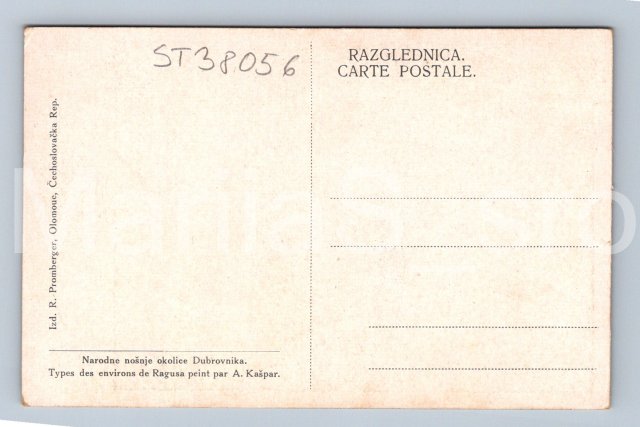 ST38056
RAZGLEDNICA.
CARTE POSTALE.
Izd. R. Promberger, Olomouc, Čechoslovačka Rep.
Narodne nošnje okolice Dubrovnika.
Types des environs de Ragusa peint par A. Kašpar.